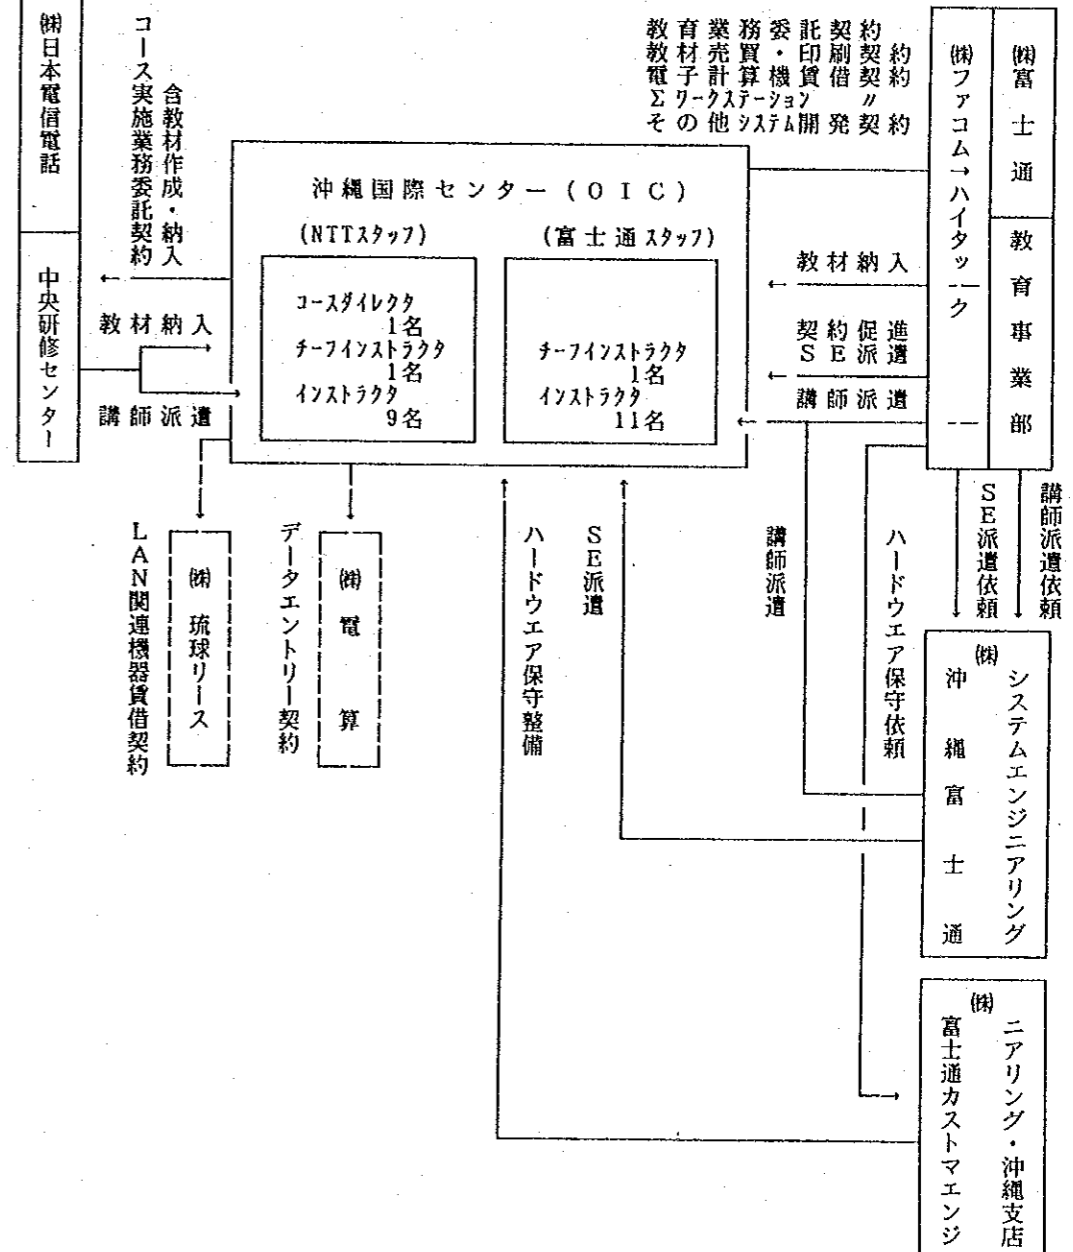 ㈱日本電信電話
中央研修センター
コース実施業務委託契約
含教材作成・納入
教材納入
講師派遣
教育業務委託契約
教材売買・印刷契約
電子計算機賃借契約
Σワークステーション 〃
その他システム開発契約
沖縄国際センター(OIC)
(NTTスタッフ)
コースダイレクタ
1名
チーフインストラクタ
1名
インストラクタ
9名
(富士通スタッフ)
チーフインストラクタ
1名
インストラクタ
11名
教材納入
契約促進
SE派遣
講師派遣
㈱ファコム→ハイタック
㈱富士通
教育事業部
LAN関連機器賃借契約
㈱琉球リース
データエントリー契約
㈱電算
ハードウエア保守整備
SE派遣
講師派遣
ハードウエア保守依頼
SE派遣依頼
講師派遣依頼
㈱
沖縄富士通
システムエンジニアリング
㈱
富士通カストマエンジ
ニアリング・沖縄支店